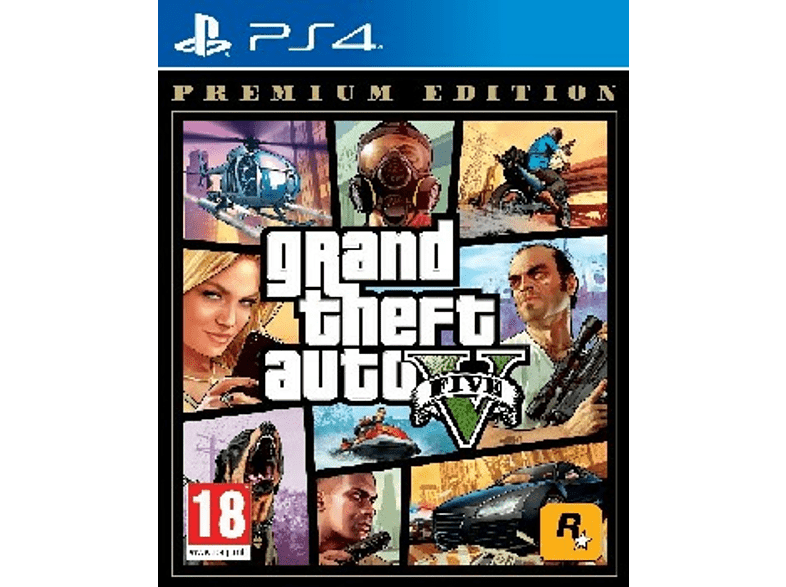 PS4
PREMIUM EDITION
grand
theft
auto V
FIVE
18
R